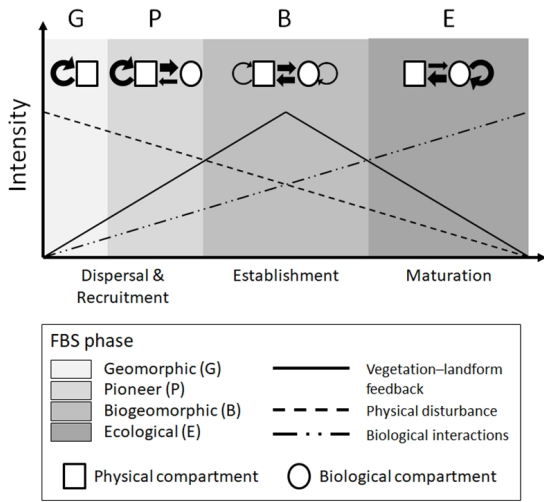 G P B E
Intensity
Dispersal &
Recruitment
Establishment
Maturation
FBS phase
Geomorphic (G)
Pioneer (P)
Biogeomorphic (B)
Ecological (E)
Vegetation–landform
feedback
Physical disturbance
Biological interactions
Physical compartment
Biological compartment